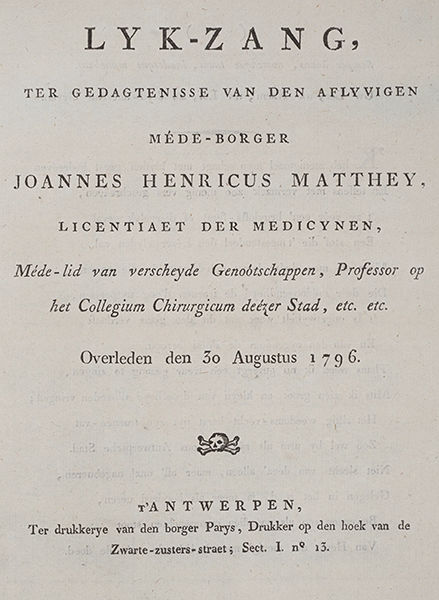 LYK-ZANG,
TER GEDAGTENISSE VAN DEN AFLYVIGEN
MÉDE-BORGER
JOANNES HENRICUS MATTHEY,
LICENTIAET DER MEDICYNEN,
Méde-lid van verscheyde Genoótschappen, Professor op
het Collegium Chirurgicum deézer Stad, etc. etc.
Overleden den 30 Augustus 1796.
T'ANTWERPEN,
Ter drukkerye van den borger Parys, Drukker op den hoek van de
Zwarte-zusters-straet; Sect. I. nº 13.